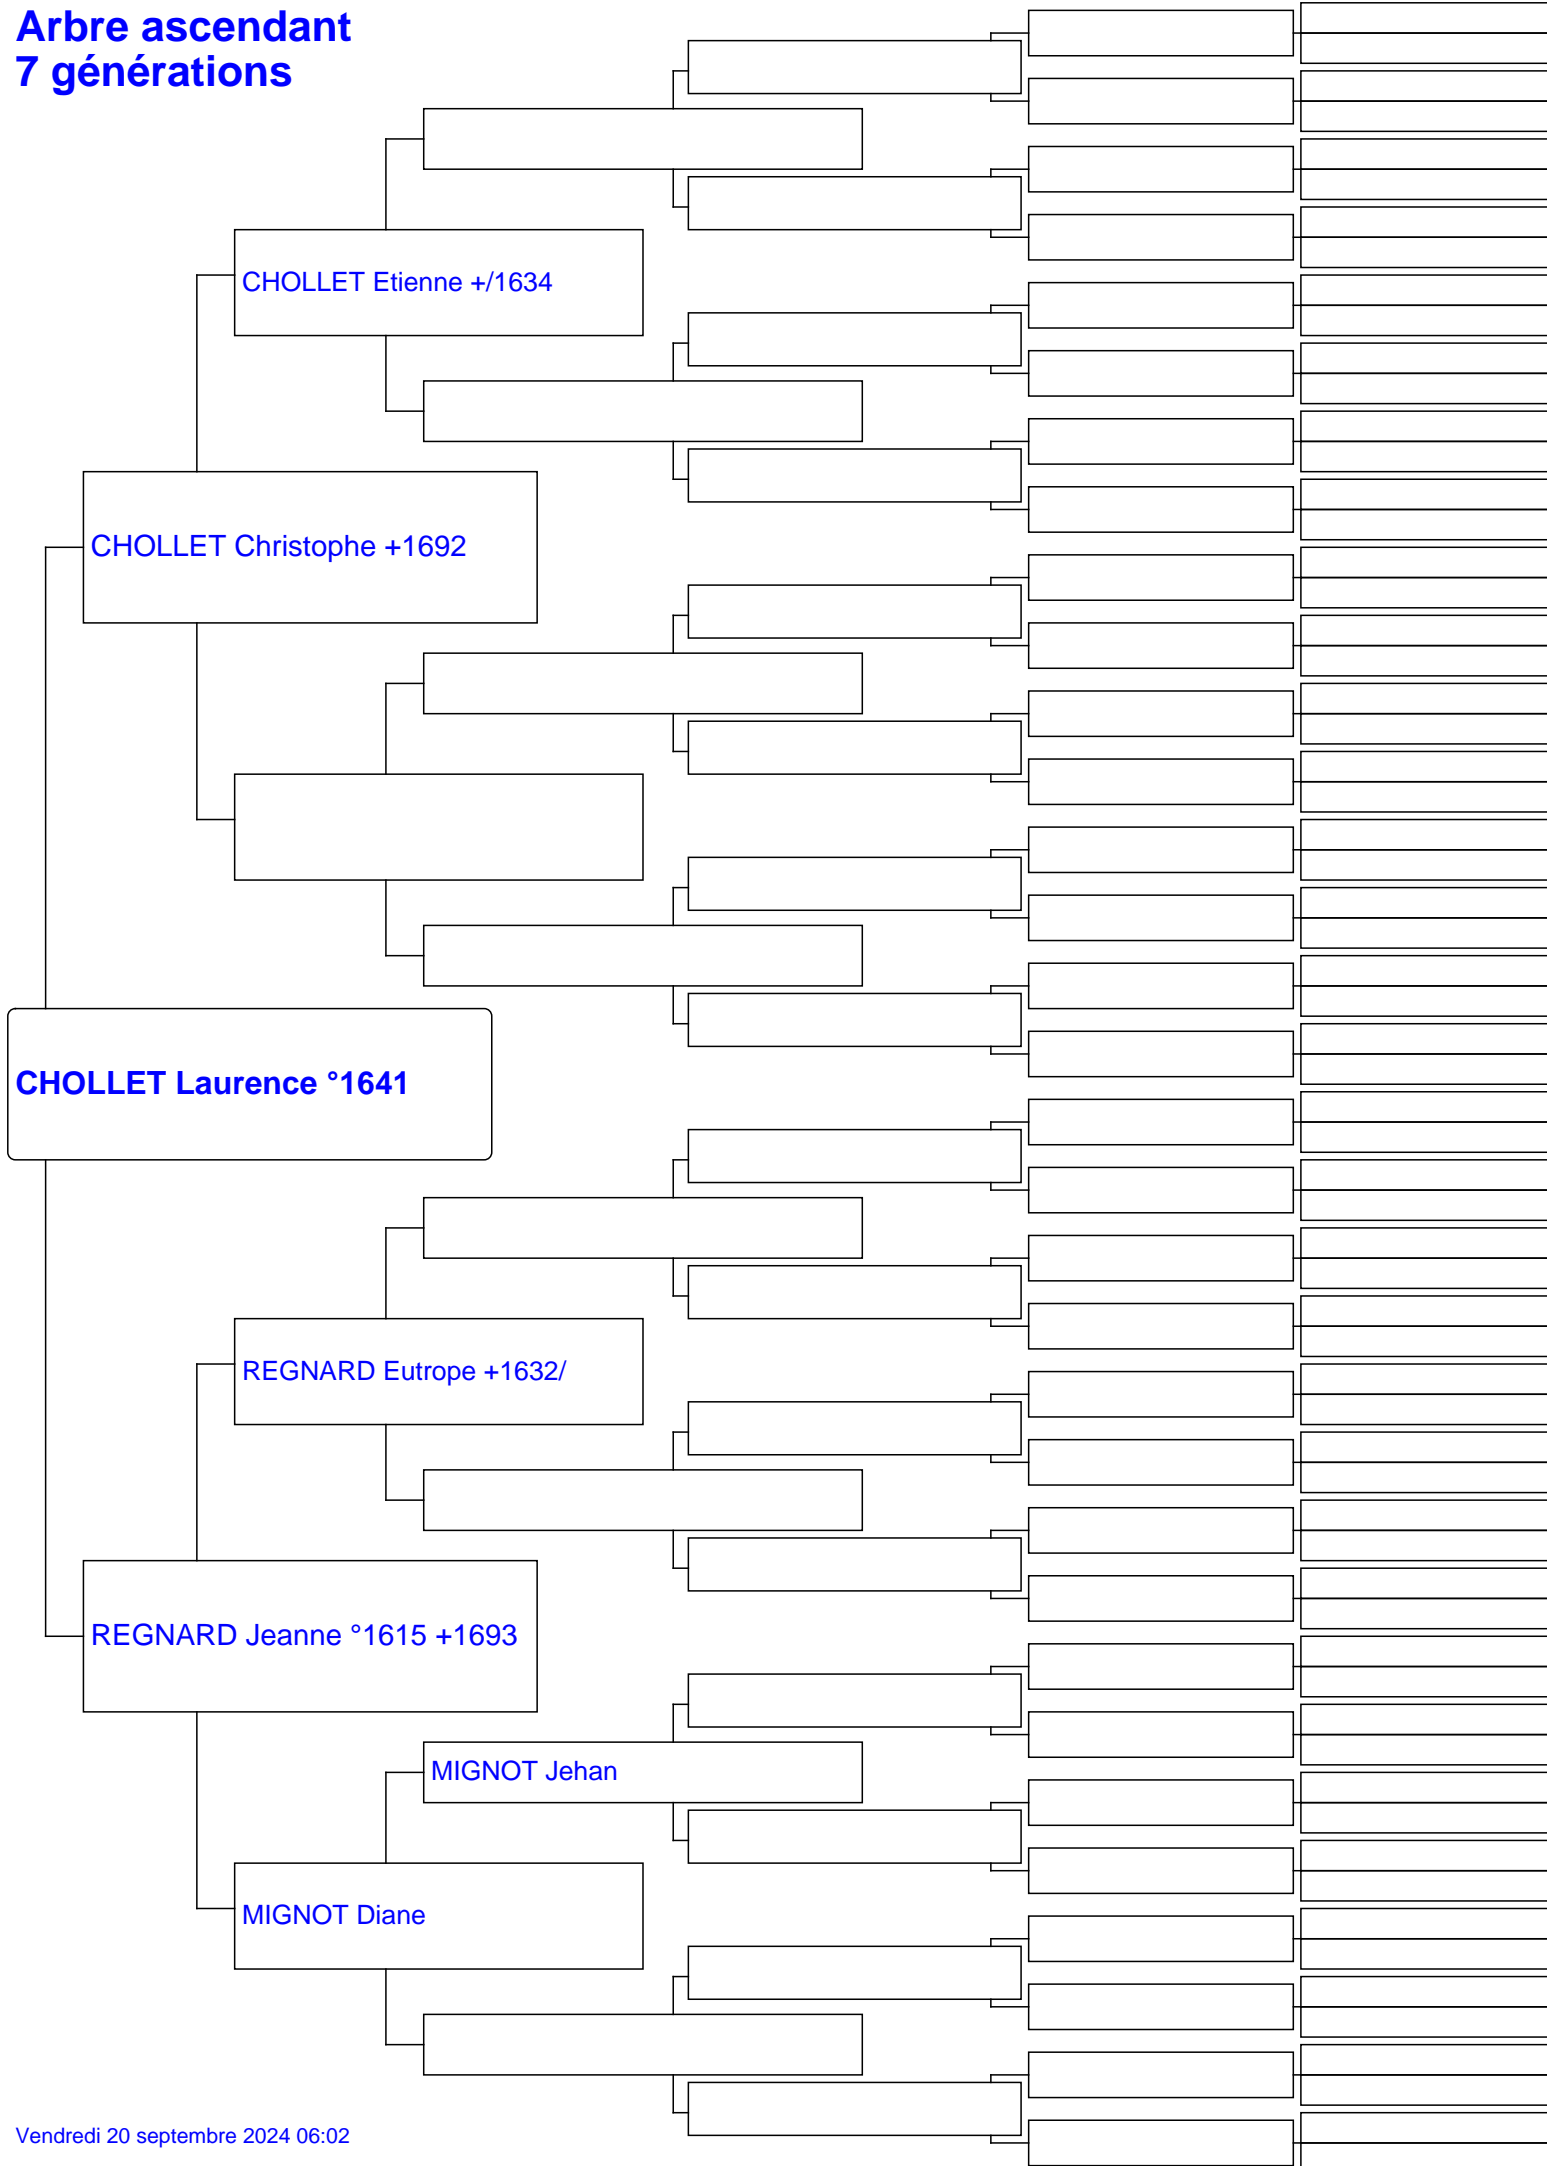 Arbre ascendant
7 générations
CHOLLET Etienne +/1634
CHOLLET Christophe +1692
CHOLLET Laurence °1641
REGNARD Eutrope +1632/
REGNARD Jeanne °1615 +1693
MIGNOT Jehan
MIGNOT Diane
Vendredi 20 septembre 2024 06:02